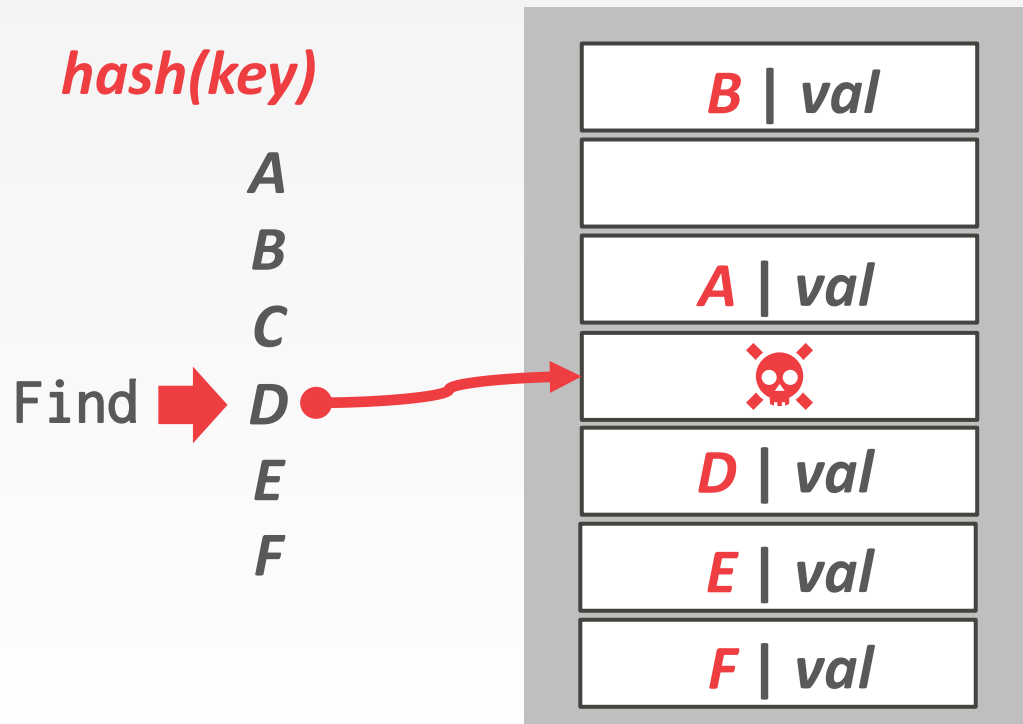 hash(key)
A
B
C
Find D
E
F
B | val
A | val
D | val
E | val
F | val